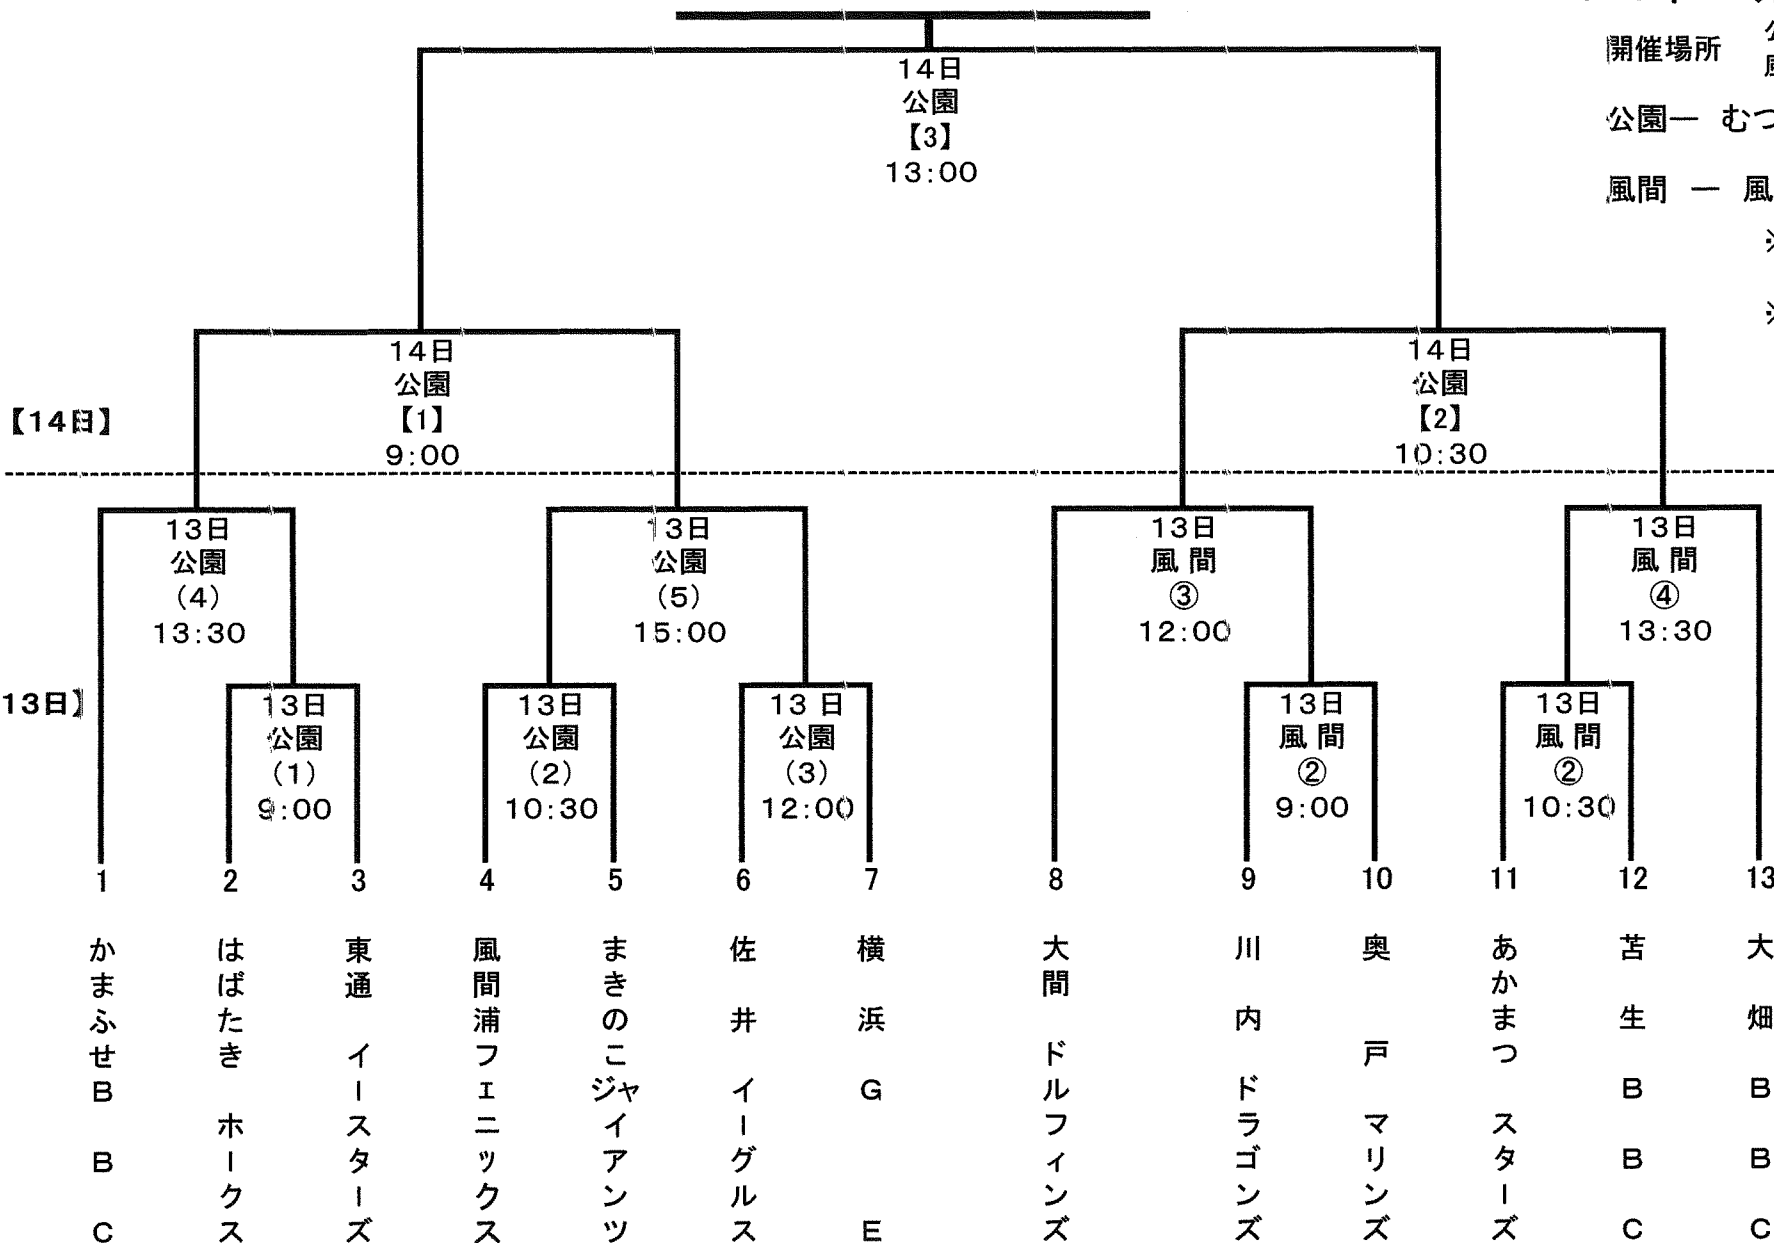 開催場所
公園— むつ
風間 — 風
14日
公園
【3】
13:00
14日
公園
【1】
9:00
14日
公園
【2】
10:30
【14日】
13日
公園
(4)
13:30
13日
公園
(5)
15:00
13日
風間
③
12:00
13日
風間
④
13:30
13日】
13日
公園
(1)
9:00
13日
公園
(2)
10:30
13日
公園
(3)
12:00
13日
風間
②
9:00
13日
風間
②
10:30
1 2 3 4 5 6 7 8 9 10 11 12 13
かまふせBBC
はばたき ホークス
東通 イースターズ
風間浦フェニックス
まきのこジャイアンツ
佐井 イーグルス
横浜GE
大間 ドルフィンズ
川内 ドラゴンズ
奥戸 マリンズ
あかまつ スターズ
苫生BBC
大畑BBC